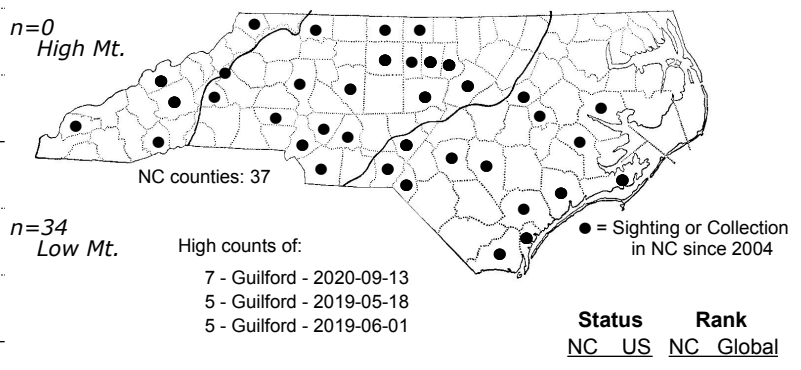 n=0
High Mt.
NC counties: 37
n=34
Low Mt.
High counts of:
7 - Guilford - 2020-09-13
5 - Guilford - 2019-05-18
5 - Guilford - 2019-06-01
● = Sighting or Collection
in NC since 2004
Status Rank
NC US NC Global